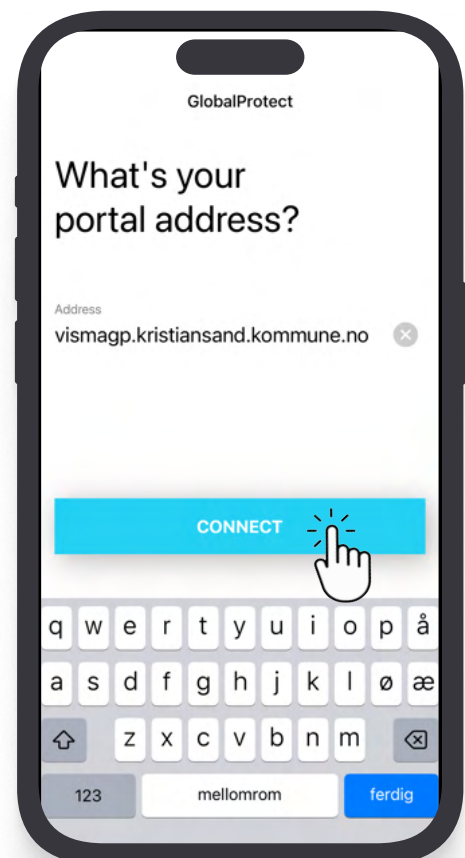 GlobalProtect
What's your
portal address?
Address
vismagp.kristiansand.kommune.no
CONNECT
q w e r t y u i o p å
a s d f g h j k l ø æ
z x c v b n m
123 mellomrom ferdig